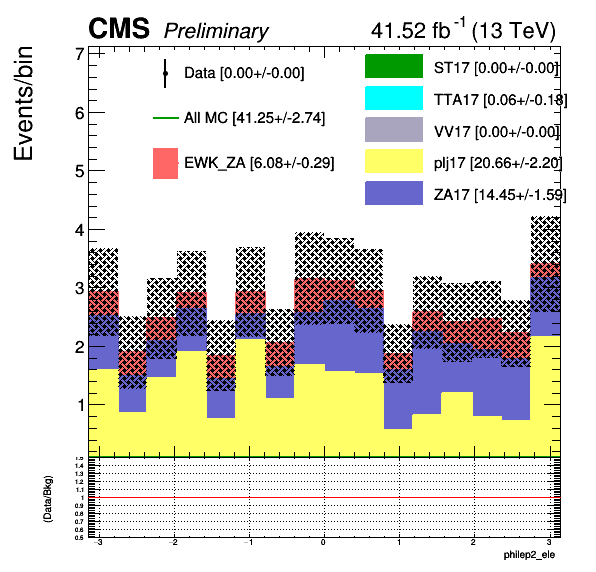 CMS Preliminary 41.52 fb-1 (13 TeV)
Events/bin
7
6
5
4
3
2
1
Data [0.00+/-0.00]
All MC [41.25+/-2.74]
EWK_ZA [6.08+/-0.29]
ST17 [0.00+/-0.00]
TTA17 [0.06+/-0.18]
VV17 [0.00+/-0.00]
plj17 [20.66+/-2.20]
ZA17 [14.45+/-1.59]
(Data/Bkg)
1.5
1.4
1.3
1.2
1.1
1
0.9
0.8
0.7
0.6
0.5
-3 -2 -1 0 1 2 3
philep2_ele